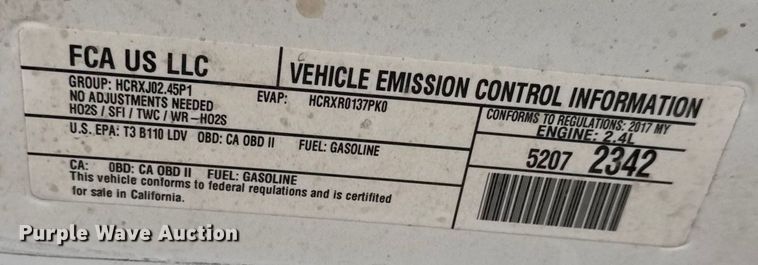 FCA US LLC
VEHICLE EMISSION CONTROL INFORMATION
GROUP: HCRXJ02.45P1
EVAP: HCRXR0137PK0
NO ADJUSTMENTS NEEDED
HO2S / SFI / TWC / WR-HO2S
CONFORMS TO REGULATIONS: 2017 MY
ENGINE: 2.4L
U.S. EPA: T3 B110 LDV OBD: CA OBD II FUEL: GASOLINE
5207 2342
CA: OBD: CA OBD II FUEL: GASOLINE
This vehicle conforms to federal regulations and is certifited
for sale in California.
Purple Wave Auction